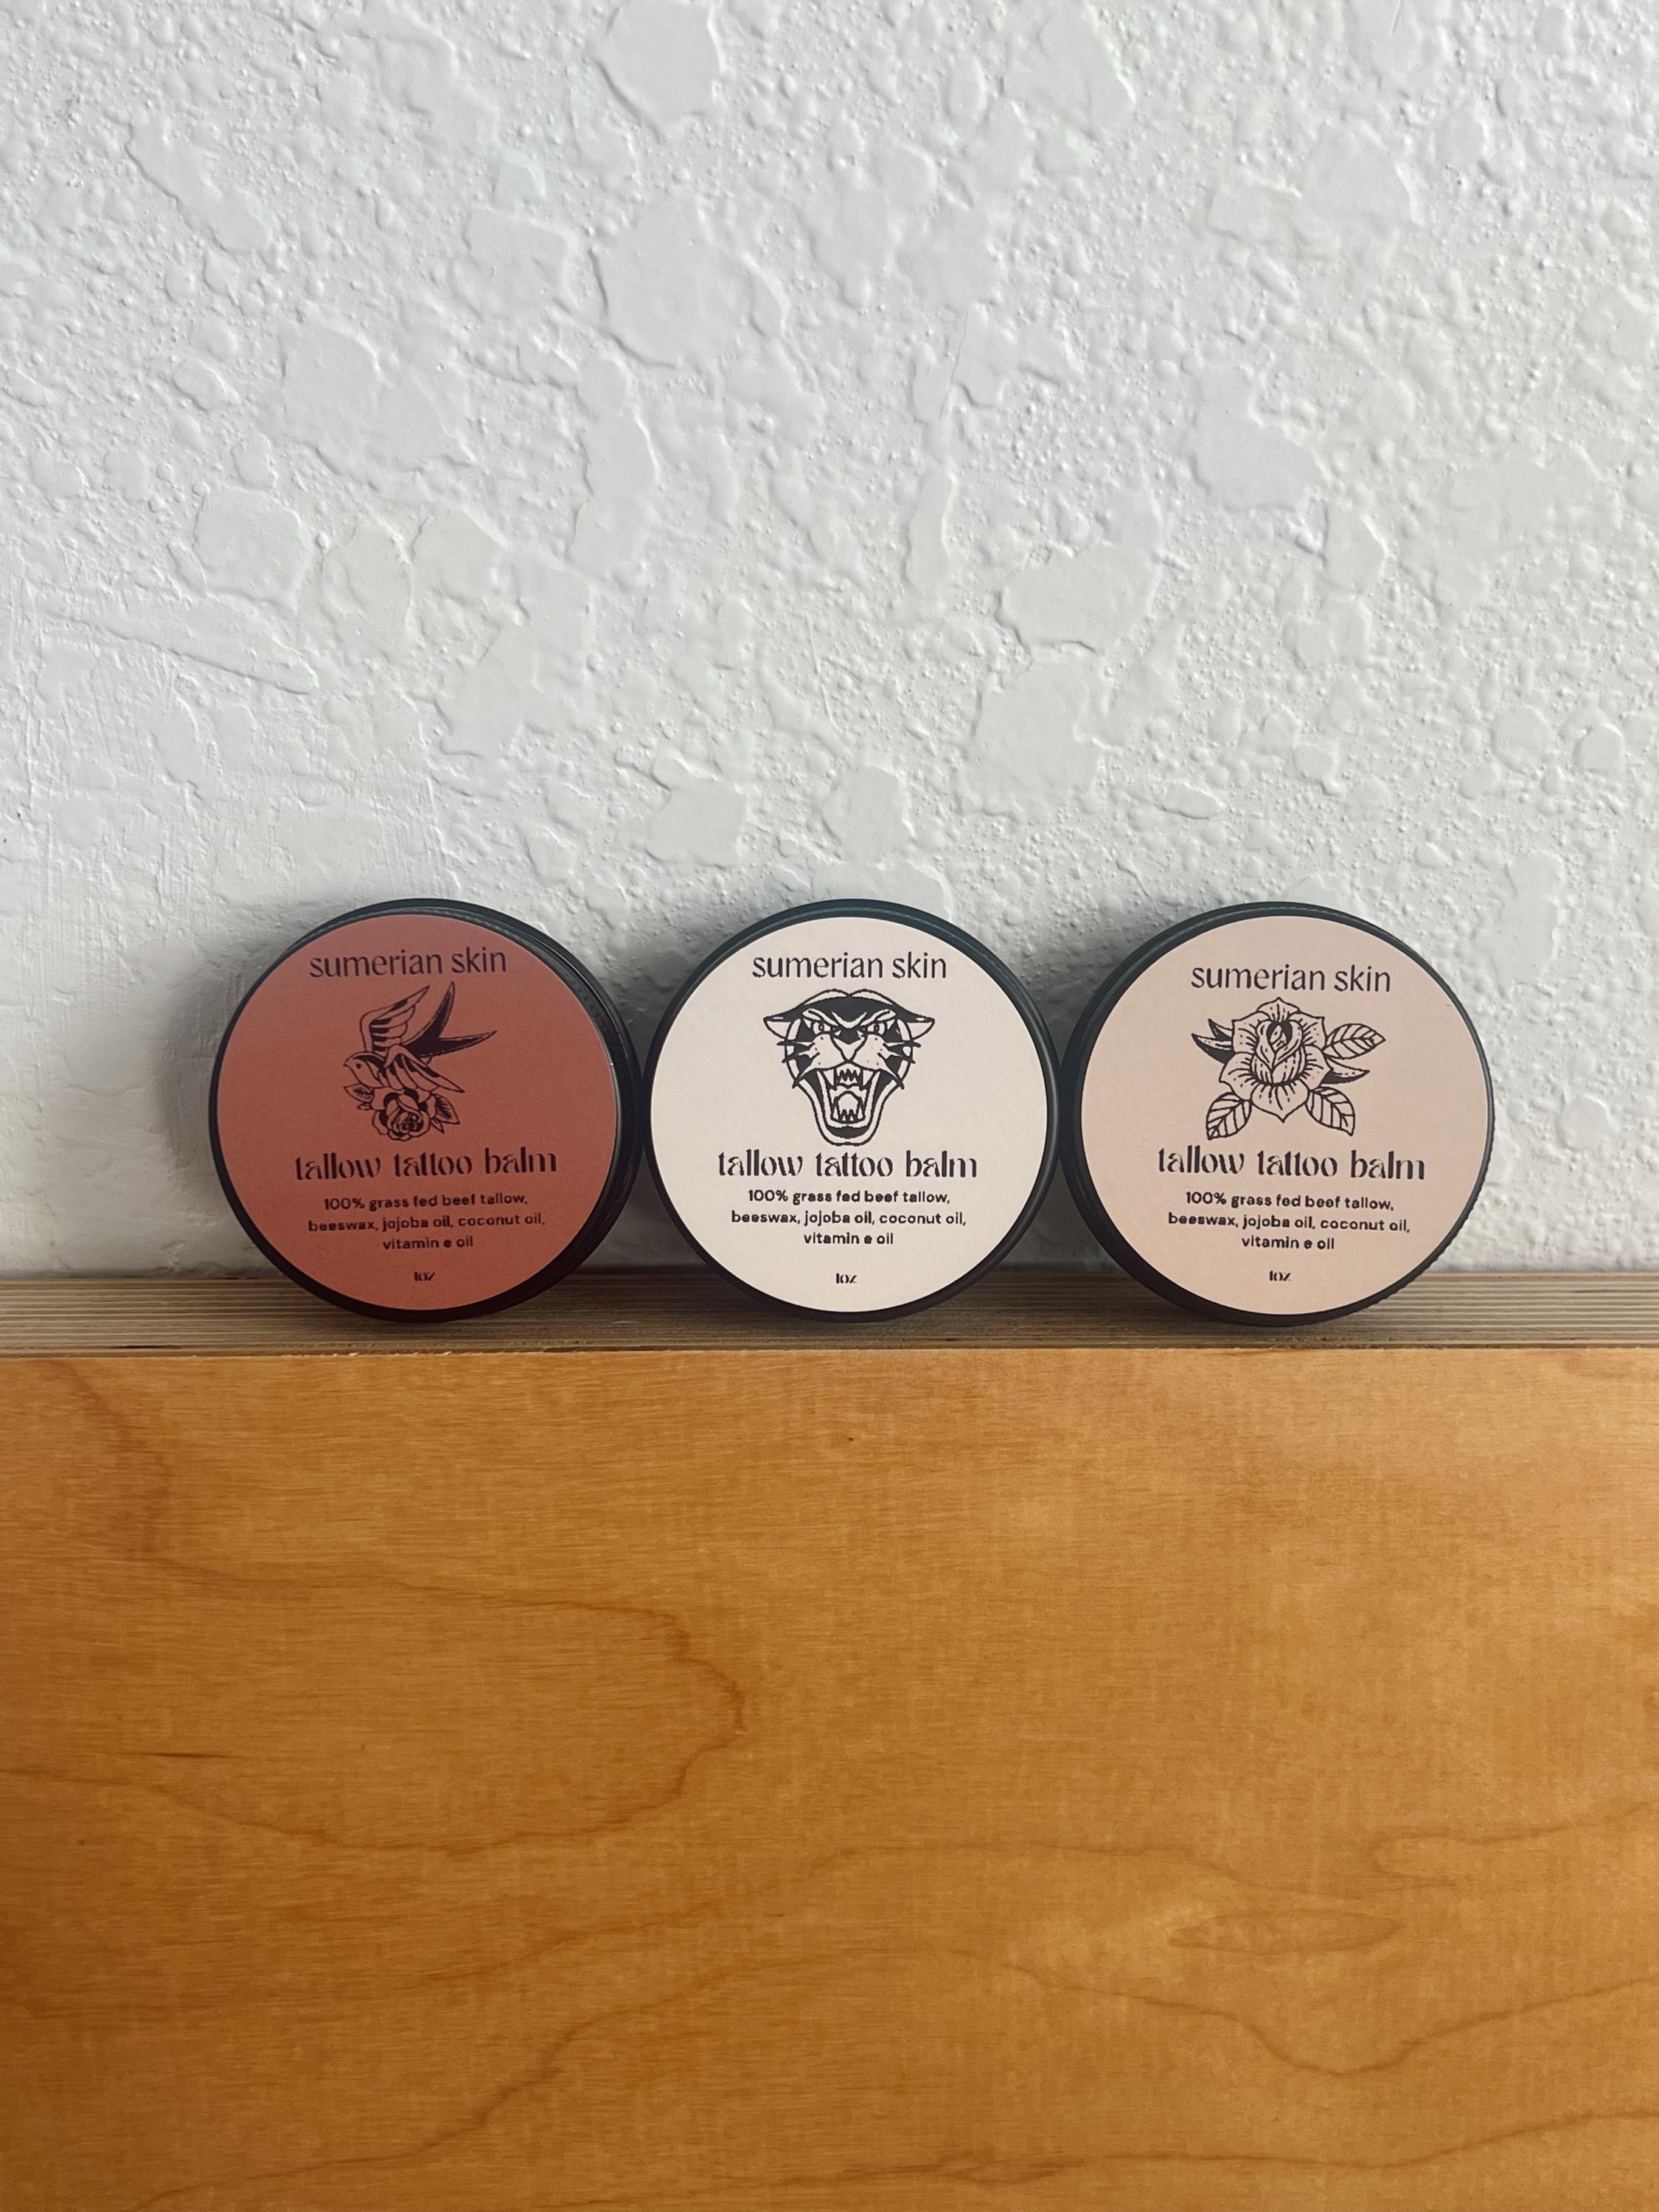 sumerian skin
tallow tattoo balm
100% grass fed beef tallow,
beeswax, jojoba oil, coconut oil,
vitamin e oil
1oz
sumerian skin
tallow tattoo balm
100% grass fed beef tallow,
beeswax, jojoba oil, coconut oil,
vitamin e oil
1oz
sumerian skin
tallow tattoo balm
100% grass fed beef tallow,
beeswax, jojoba oil, coconut oil,
vitamin e oil
1oz